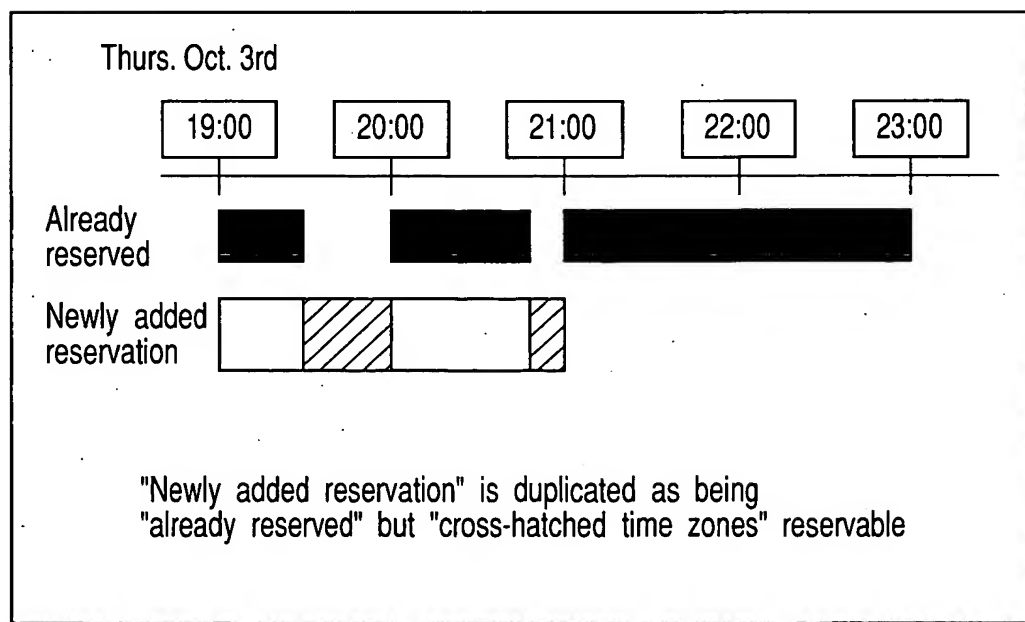 Thurs. Oct. 3rd
19:00 20:00 21:00 22:00 23:00
Already
reserved
Newly added
reservation
"Newly added reservation" is duplicated as being
"already reserved" but "cross-hatched time zones" reservable